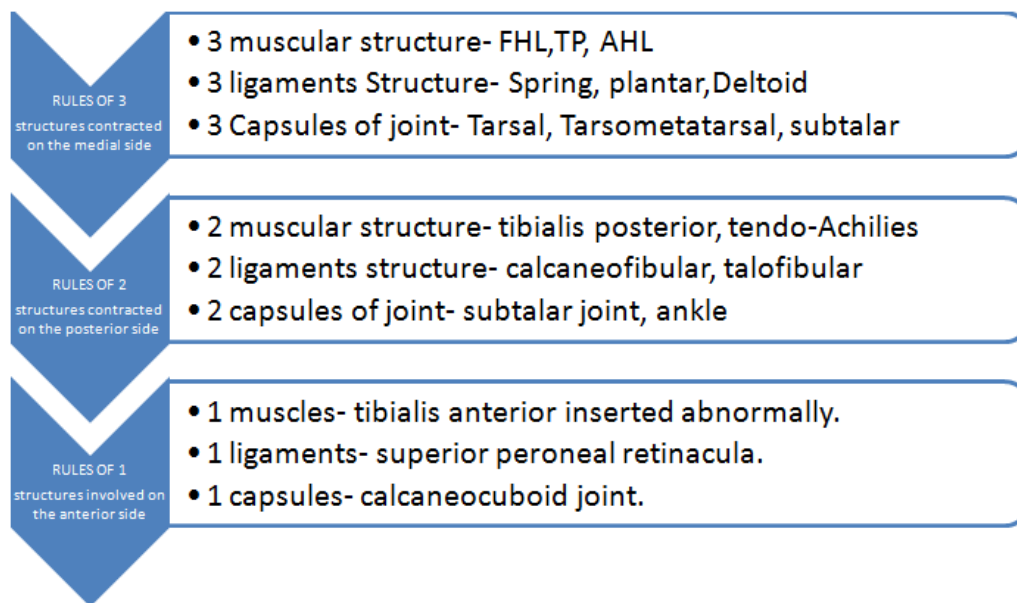 RULES OF 3
structures contracted
on the medial side
• 3 muscular structure- FHL,TP, AHL
• 3 ligaments Structure- Spring, plantar,Deltoid
• 3 Capsules of joint- Tarsal, Tarsometatarsal, subtalar
RULES OF 2
structures contracted
on the posterior side
• 2 muscular structure- tibialis posterior, tendo-Achilies
• 2 ligaments structure- calcaneofibular, talofibular
• 2 capsules of joint- subtalar joint, ankle
RULES OF 1
structures involved on
the anterior side
• 1 muscles- tibialis anterior inserted abnormally.
• 1 ligaments- superior peroneal retinacula.
• 1 capsules- calcaneocuboid joint.